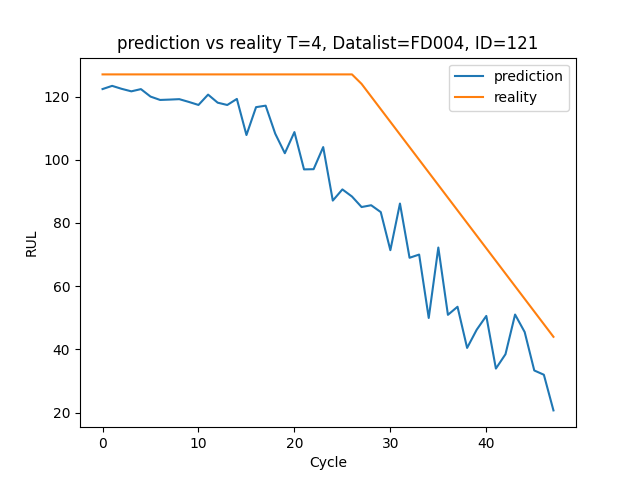 prediction vs reality T=4, Datalist=FD004, ID=121
prediction
reality
RUL
120
100
80
60
40
20
0 10 20 30 40
Cycle